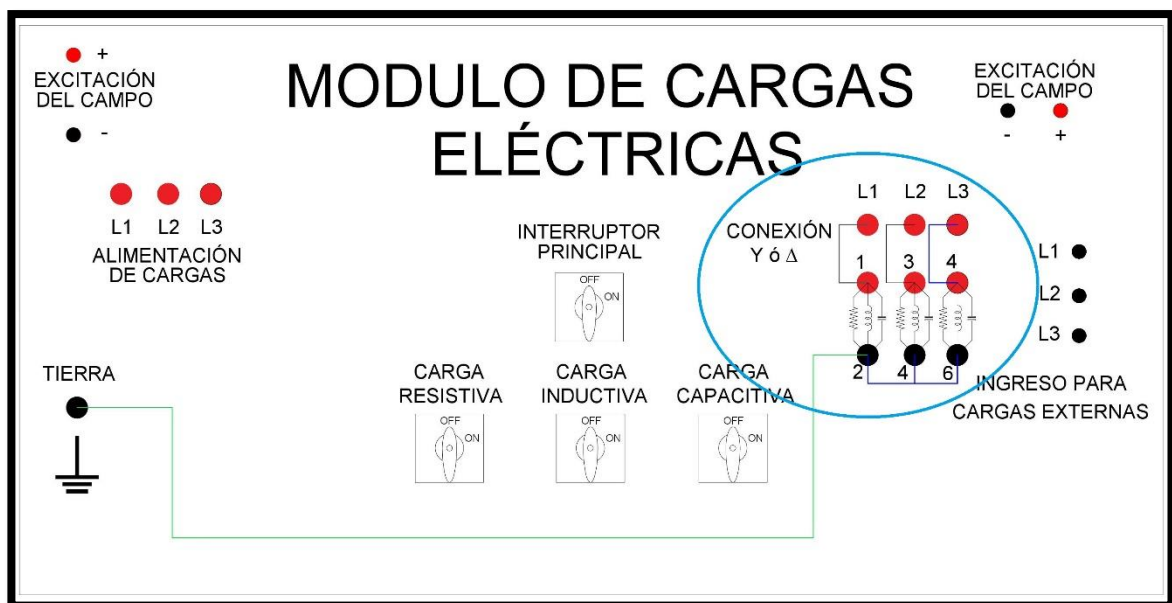 +
EXCITACIÓN
DEL CAMPO
-
MODULO DE CARGAS
ELÉCTRICAS
EXCITACIÓN
DEL CAMPO
- +
L1 L2 L3
ALIMENTACIÓN
DE CARGAS
INTERRUPTOR
PRINCIPAL
OFF
ON
L1 L2 L3
CONEXIÓN
Y ó Δ
1 3 4
2 4 6
L1
L2
L3
INGRESO PARA
CARGAS EXTERNAS
TIERRA
CARGA
RESISTIVA
OFF
ON
CARGA
INDUCTIVA
OFF
ON
CARGA
CAPACITIVA
OFF
ON